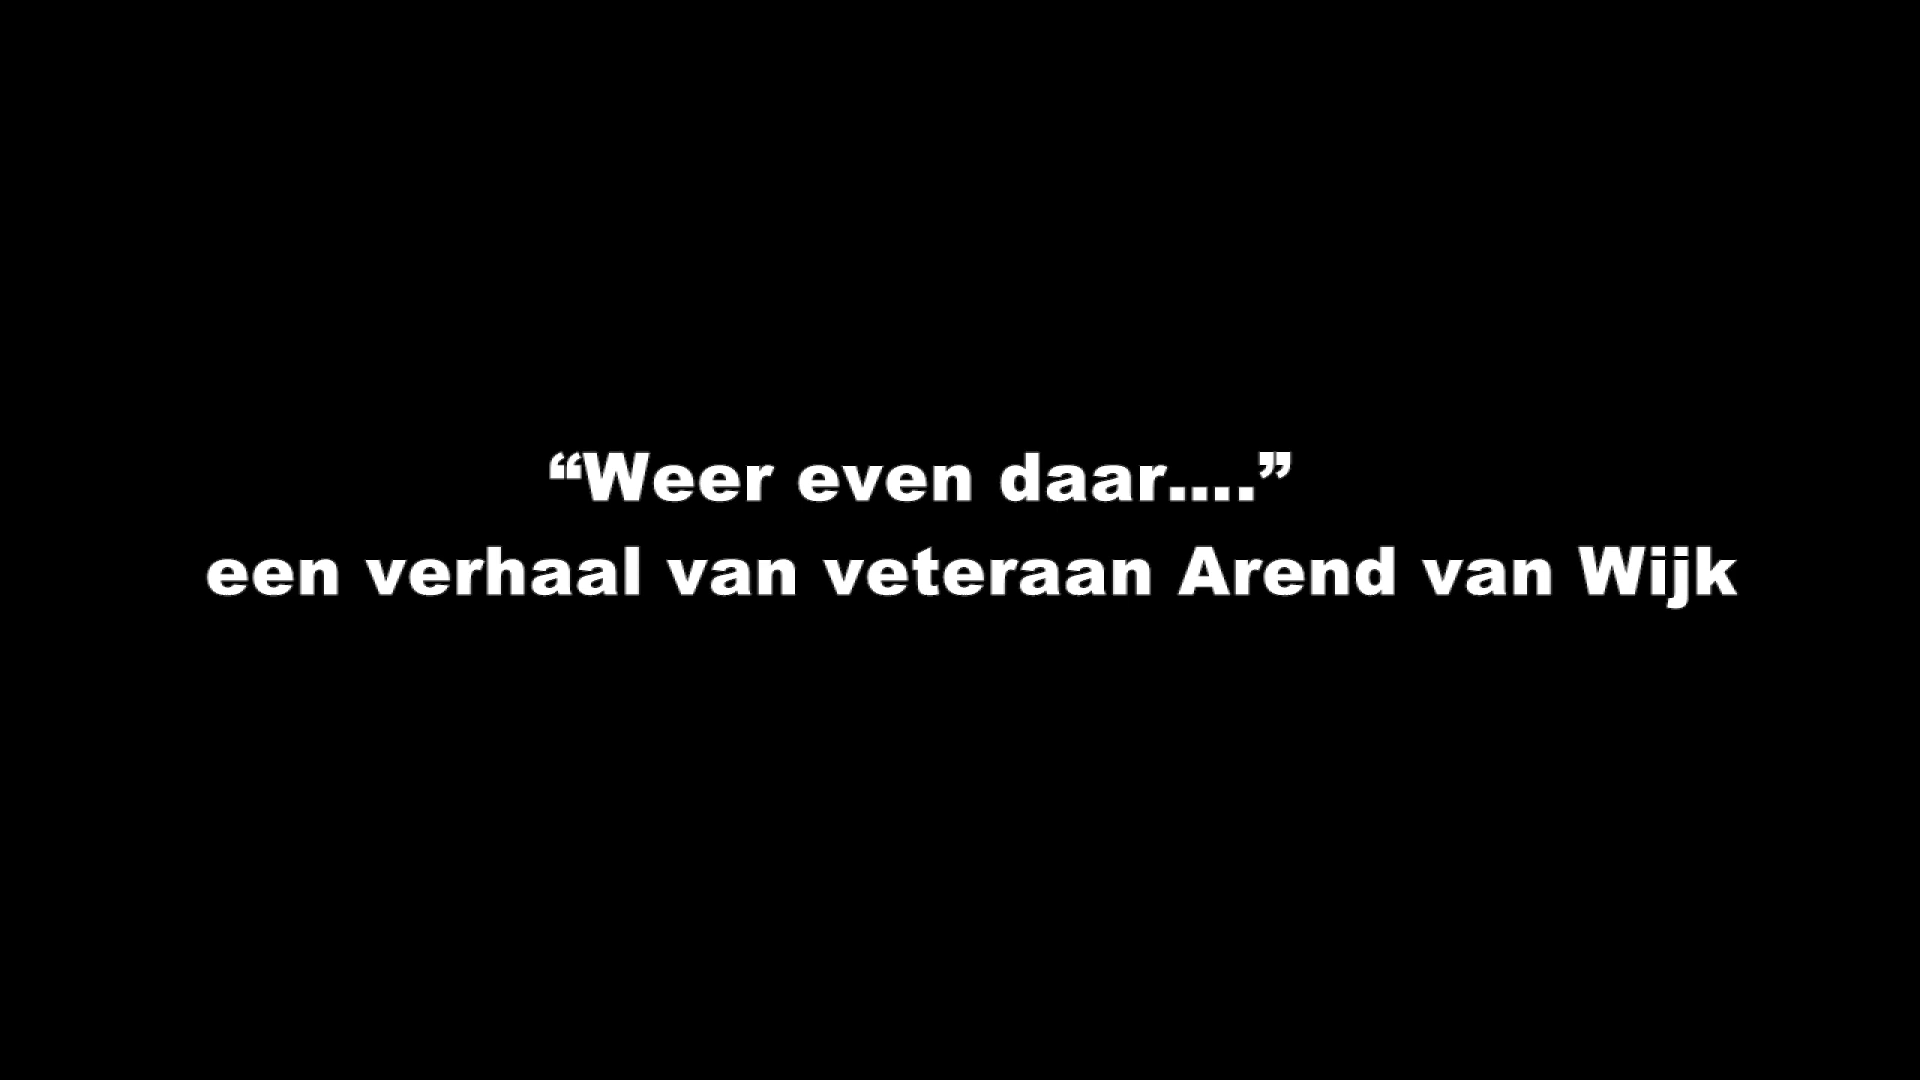 “Weer even daar....”
een verhaal van veteraan Arend van Wijk